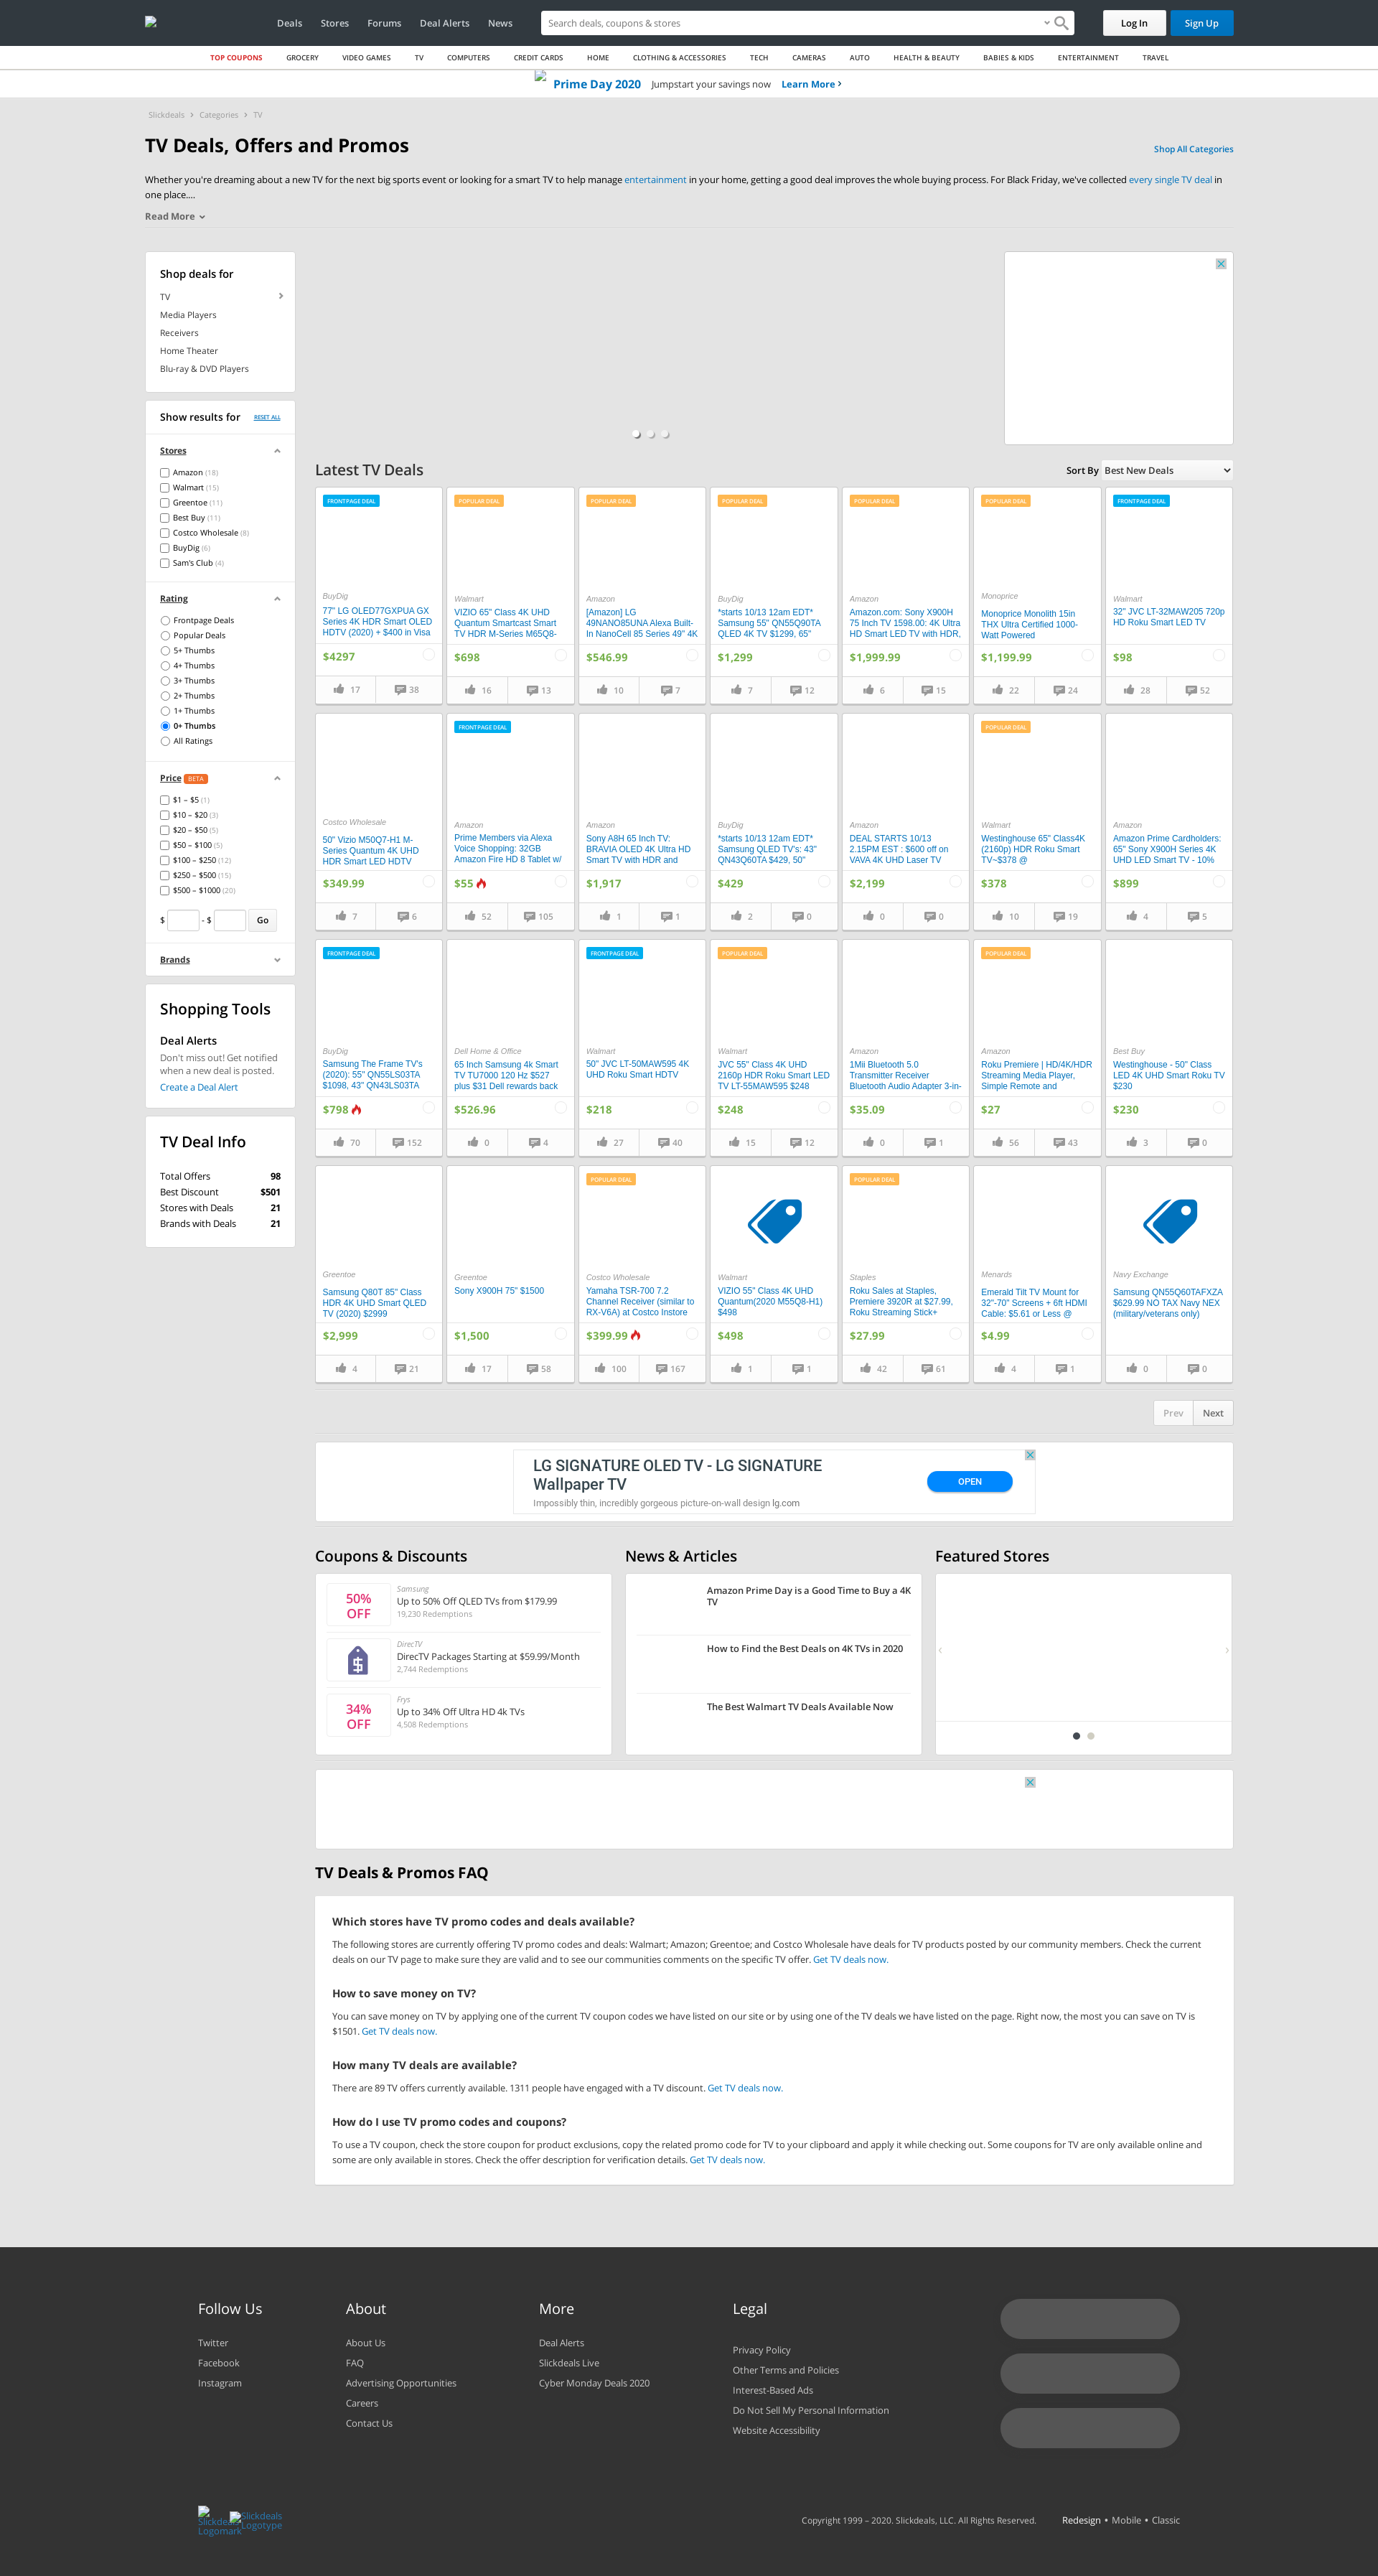 Deals
Stores
Forums
Deal Alerts
News
Search deals, coupons & stores
Log In
Sign Up
TOP COUPONS
GROCERY
VIDEO GAMES
TV
COMPUTERS
CREDIT CARDS
HOME
CLOTHING & ACCESSORIES
TECH
CAMERAS
AUTO
HEALTH & BEAUTY
BABIES & KIDS
ENTERTAINMENT
TRAVEL
Prime Day 2020 Jumpstart your savings now Learn More
Slickdeals > Categories > TV
TV Deals, Offers and Promos
Shop All Categories
Whether you're dreaming about a new TV for the next big sports event or looking for a smart TV to help manage entertainment in your home, getting a good deal improves the whole buying process. For Black Friday, we've collected every single TV deal in
one place....
Read More
Shop deals for
TV
Media Players
Receivers
Home Theater
Blu-ray & DVD Players
Show results for
RESET ALL
Stores
Amazon (18)
Walmart (15)
Greentoe (11)
Best Buy (11)
Costco Wholesale (8)
BuyDig (6)
Sam's Club (4)
Rating
Frontpage Deals
Popular Deals
5+ Thumbs
4+ Thumbs
3+ Thumbs
2+ Thumbs
1+ Thumbs
0+ Thumbs
All Ratings
Price BETA
$1 – $5 (1)
$10 – $20 (3)
$20 – $50 (5)
$50 – $100 (5)
$100 – $250 (12)
$250 – $500 (15)
$500 – $1000 (20)
$ - $ Go
Brands
Shopping Tools
Deal Alerts
Don't miss out! Get notified
when a new deal is posted.
Create a Deal Alert
TV Deal Info
Total Offers 98
Best Discount $501
Stores with Deals 21
Brands with Deals 21
Latest TV Deals
Sort By Best New Deals
FRONTPAGE DEAL
BuyDig
77" LG OLED77GXPUA GX
Series 4K HDR Smart OLED
HDTV (2020) + $400 in Visa
$4297
17 38
POPULAR DEAL
Walmart
VIZIO 65" Class 4K UHD
Quantum Smartcast Smart
TV HDR M-Series M65Q8-
$698
16 13
POPULAR DEAL
Amazon
[Amazon] LG
49NANO85UNA Alexa Built-
In NanoCell 85 Series 49" 4K
$546.99
10 7
POPULAR DEAL
BuyDig
*starts 10/13 12am EDT*
Samsung 55" QN55Q90TA
QLED 4K TV $1299, 65"
$1,299
7 12
POPULAR DEAL
Amazon
Amazon.com: Sony X900H
75 Inch TV 1598.00: 4K Ultra
HD Smart LED TV with HDR,
$1,999.99
6 15
POPULAR DEAL
Monoprice
Monoprice Monolith 15in
THX Ultra Certified 1000-
Watt Powered
$1,199.99
22 24
FRONTPAGE DEAL
Walmart
32" JVC LT-32MAW205 720p
HD Roku Smart LED TV
$98
28 52
Costco Wholesale
50" Vizio M50Q7-H1 M-
Series Quantum 4K UHD
HDR Smart LED HDTV
$349.99
7 6
FRONTPAGE DEAL
Amazon
Prime Members via Alexa
Voice Shopping: 32GB
Amazon Fire HD 8 Tablet w/
$55
52 105
Amazon
Sony A8H 65 Inch TV:
BRAVIA OLED 4K Ultra HD
Smart TV with HDR and
$1,917
1 1
BuyDig
*starts 10/13 12am EDT*
Samsung QLED TV's: 43"
QN43Q60TA $429, 50"
$429
2 0
Amazon
DEAL STARTS 10/13
2.15PM EST : $600 off on
VAVA 4K UHD Laser TV
$2,199
0 0
POPULAR DEAL
Walmart
Westinghouse 65" Class4K
(2160p) HDR Roku Smart
TV~$378 @
$378
10 19
Amazon
Amazon Prime Cardholders:
65" Sony X900H Series 4K
UHD LED Smart TV - 10%
$899
4 5
FRONTPAGE DEAL
BuyDig
Samsung The Frame TV's
(2020): 55" QN55LS03TA
$1098, 43" QN43LS03TA
$798
70 152
Dell Home & Office
65 Inch Samsung 4k Smart
TV TU7000 120 Hz $527
plus $31 Dell rewards back
$526.96
0 4
FRONTPAGE DEAL
Walmart
50" JVC LT-50MAW595 4K
UHD Roku Smart HDTV
$218
27 40
POPULAR DEAL
Walmart
JVC 55" Class 4K UHD
2160p HDR Roku Smart LED
TV LT-55MAW595 $248
$248
15 12
Amazon
1Mii Bluetooth 5.0
Transmitter Receiver
Bluetooth Audio Adapter 3-in-
$35.09
0 1
POPULAR DEAL
Amazon
Roku Premiere | HD/4K/HDR
Streaming Media Player,
Simple Remote and
$27
56 43
Best Buy
Westinghouse - 50" Class
LED 4K UHD Smart Roku TV
$230
$230
3 0
Greentoe
Samsung Q80T 85" Class
HDR 4K UHD Smart QLED
TV (2020) $2999
$2,999
4 21
Greentoe
Sony X900H 75" $1500
$1,500
17 58
POPULAR DEAL
Costco Wholesale
Yamaha TSR-700 7.2
Channel Receiver (similar to
RX-V6A) at Costco Instore
$399.99
100 167
Walmart
VIZIO 55" Class 4K UHD
Quantum(2020 M55Q8-H1)
$498
$498
1 1
POPULAR DEAL
Staples
Roku Sales at Staples,
Premiere 3920R at $27.99,
Roku Streaming Stick+
$27.99
42 61
Menards
Emerald Tilt TV Mount for
32"-70" Screens + 6ft HDMI
Cable: $5.61 or Less @
$4.99
4 1
Navy Exchange
Samsung QN55Q60TAFXZA
$629.99 NO TAX Navy NEX
(military/veterans only)
0 0
Prev Next
LG SIGNATURE OLED TV - LG SIGNATURE
Wallpaper TV
Impossibly thin, incredibly gorgeous picture-on-wall design lg.com
OPEN
Coupons & Discounts
50%
OFF
Samsung
Up to 50% Off QLED TVs from $179.99
19,230 Redemptions
DirecTV
DirecTV Packages Starting at $59.99/Month
2,744 Redemptions
34%
OFF
Frys
Up to 34% Off Ultra HD 4k TVs
4,508 Redemptions
News & Articles
Amazon Prime Day is a Good Time to Buy a 4K
TV
How to Find the Best Deals on 4K TVs in 2020
The Best Walmart TV Deals Available Now
Featured Stores
TV Deals & Promos FAQ
Which stores have TV promo codes and deals available?
The following stores are currently offering TV promo codes and deals: Walmart; Amazon; Greentoe; and Costco Wholesale have deals for TV products posted by our community members. Check the current
deals on our TV page to make sure they are valid and to see our communities comments on the specific TV offer. Get TV deals now.
How to save money on TV?
You can save money on TV by applying one of the current TV coupon codes we have listed on our site or by using one of the TV deals we have listed on the page. Right now, the most you can save on TV is
$1501. Get TV deals now.
How many TV deals are available?
There are 89 TV offers currently available. 1311 people have engaged with a TV discount. Get TV deals now.
How do I use TV promo codes and coupons?
To use a TV coupon, check the store coupon for product exclusions, copy the related promo code for TV to your clipboard and apply it while checking out. Some coupons for TV are only available online and
some are only available in stores. Check the offer description for verification details. Get TV deals now.
Follow Us
Twitter
Facebook
Instagram
About
About Us
FAQ
Advertising Opportunities
Careers
Contact Us
More
Deal Alerts
Slickdeals Live
Cyber Monday Deals 2020
Legal
Privacy Policy
Other Terms and Policies
Interest-Based Ads
Do Not Sell My Personal Information
Website Accessibility
Slickdeals
Logomark
Slickdeals
Logotype
Copyright 1999 – 2020. Slickdeals, LLC. All Rights Reserved.
Redesign • Mobile • Classic